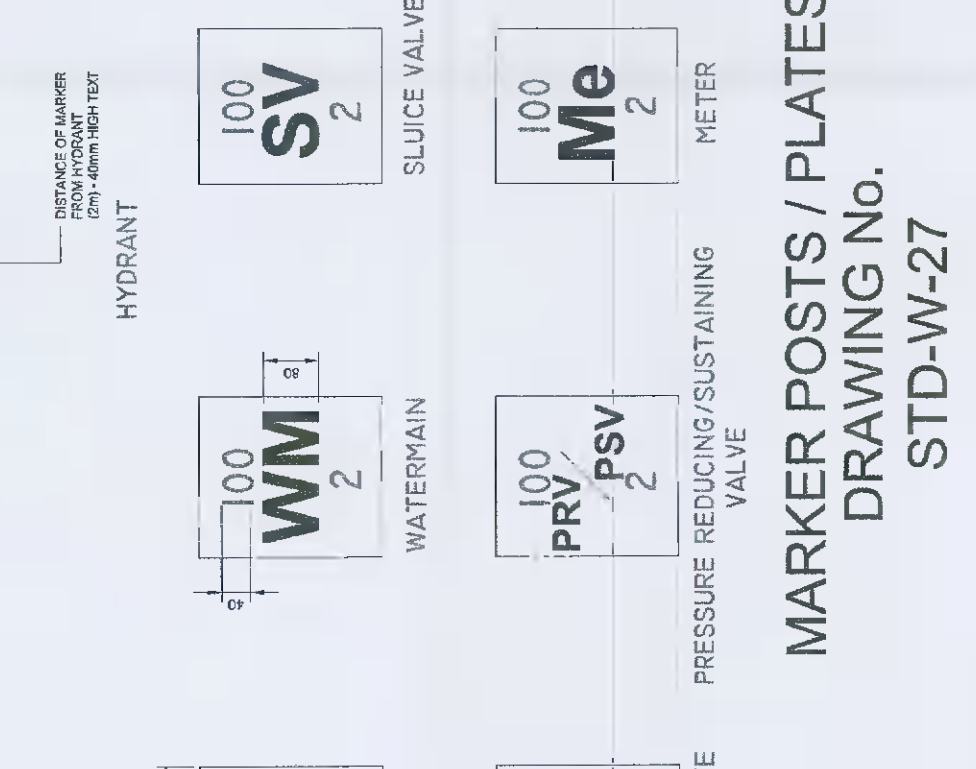 DISTANCE OF MARKER
FROM HYDRANT
(2m) - 40mm HIGH TEXT
HYDRANT
100
WM
2
80
40
WATERMAIN
100
SV
2
SLUICE VALVE
100
PRV / PSV
2
PRESSURE REDUCING/SUSTAINING
VALVE
100
Me
2
METER
MARKER POSTS / PLATES
DRAWING No.
STD-W-27